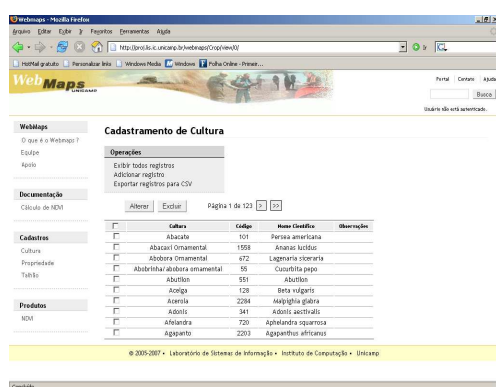 Webmaps - Mozilla Firefox
Arquivo Editar Exibir Ir Favoritos Ferramentas Ajuda
http://proj.lis.ic.unicamp.br/webmaps/Crop/view/0/
Ir
HotMail gratuito Personalizar links Windows Media Windows Folha Online - Primeir...
WebMaps
UNICAMP
Portal Contato Ajuda
Busca
Usuário não está autenticado.
WebMaps
O que é o Webmaps ?
Equipe
Apoio
Documentação
Cálculo de NDVI
Cadastros
Cultura
Propriedade
Talhão
Produtos
NDVI
Cadastramento de Cultura
Operações
Exibir todos registros
Adicionar registro
Exportar registros para CSV
Alterar Excluir Página 1 de 123 > >>
Cultura Código Nome Científico Observações
Abacate 101 Persea americana
Abacaxi Ornamental 1558 Ananas lucidus
Abobora Ornamental 672 Lagenaria siceraria
Abobrinha/abobora ornamental 55 Cucurbita pepo
Abutilon 551 Abutilon
Acelga 128 Beta vulgaris
Acerola 2284 Malpighia glabra
Adonis 341 Adonis aestivalis
Afelandra 720 Aphelandra squarrosa
Agapanto 2203 Agapanthus africanus
© 2005-2007 • Laboratório de Sistemas de Informação • Instituto de Computação • Unicamp
Concluído